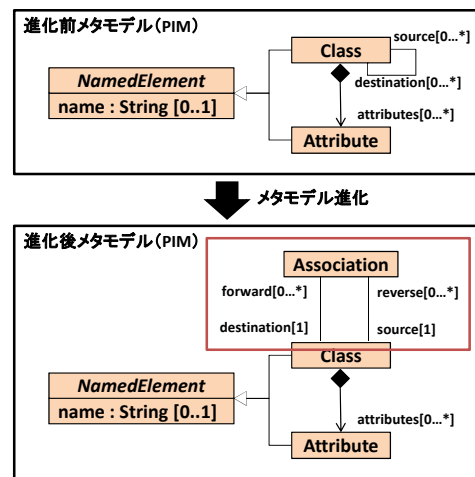 進化前メタモデル(PIM)
source[0...*]
Class
NamedElement
destination[0...*]
name : String [0..1]
attributes[0...*]
Attribute
メタモデル進化
進化後メタモデル(PIM)
Association
forward[0...*]
reverse[0...*]
destination[1]
source[1]
Class
NamedElement
name : String [0..1]
attributes[0...*]
Attribute